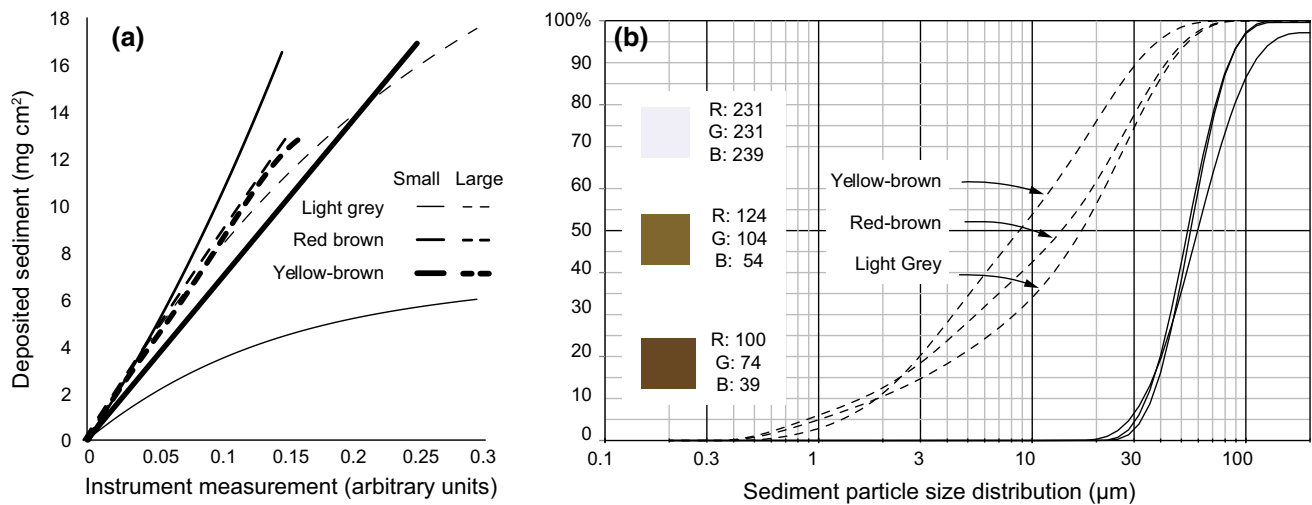 (a)
18
16
14
12
10
8
6
4
2
0
Deposited sediment (mg cm²)
Small Large
Light grey
Red brown
Yellow-brown
0 0.05 0.1 0.15 0.2 0.25 0.3
Instrument measurement (arbitrary units)
(b)
100%
90
80
70
60
50
40
30
20
10
0
R: 231
G: 231
B: 239
R: 124
G: 104
B: 54
R: 100
G: 74
B: 39
Yellow-brown
Red-brown
Light Grey
0.1 0.3 1 3 10 30 100
Sediment particle size distribution (µm)